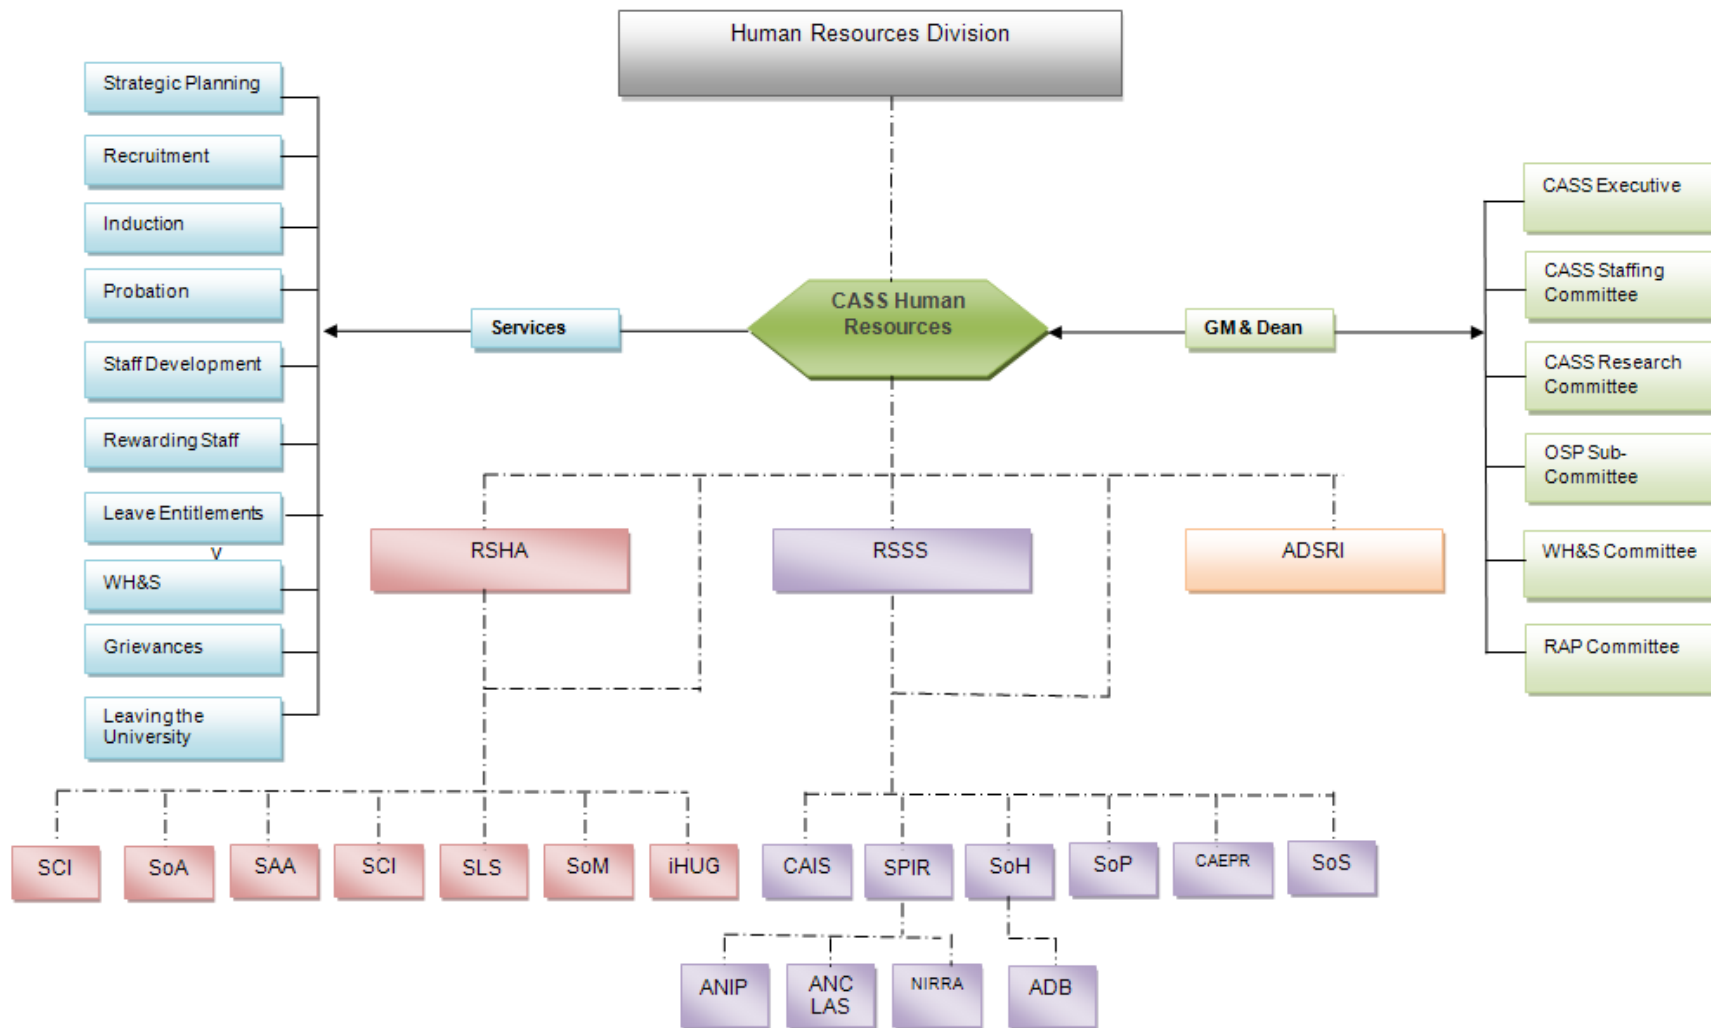 Human Resources Division
Strategic Planning
Recruitment
Induction
Probation
Staff Development
Rewarding Staff
Leave Entitlements
v
WH&S
Grievances
Leaving the
University
Services
CASS Human
Resources
GM & Dean
CASS Executive
CASS Staffing
Committee
CASS Research
Committee
OSP Sub-
Committee
WH&S Committee
RAP Committee
RSHA
RSSS
ADSRI
SCI
SoA
SAA
SCI
SLS
SoM
iHUG
CAIS
SPIR
SoH
SoP
CAEPR
SoS
ANIP
ANC
LAS
NIRRA
ADB